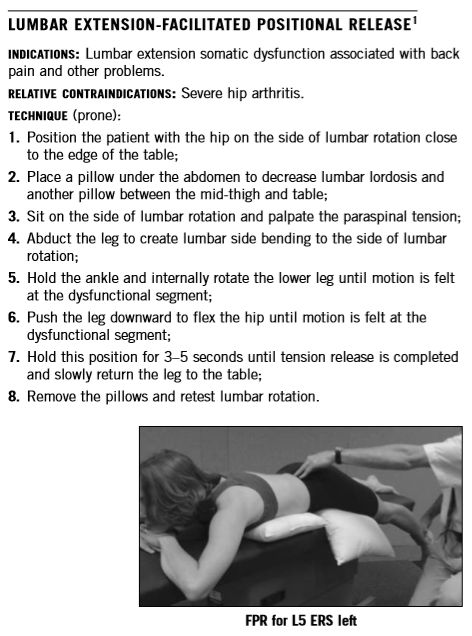 LUMBAR EXTENSION-FACILITATED POSITIONAL RELEASE¹
INDICATIONS: Lumbar extension somatic dysfunction associated with back
pain and other problems.
RELATIVE CONTRAINDICATIONS: Severe hip arthritis.
TECHNIQUE (prone):
1. Position the patient with the hip on the side of lumbar rotation close
to the edge of the table;
2. Place a pillow under the abdomen to decrease lumbar lordosis and
another pillow between the mid-thigh and table;
3. Sit on the side of lumbar rotation and palpate the paraspinal tension;
4. Abduct the leg to create lumbar side bending to the side of lumbar
rotation;
5. Hold the ankle and internally rotate the lower leg until motion is felt
at the dysfunctional segment;
6. Push the leg downward to flex the hip until motion is felt at the
dysfunctional segment;
7. Hold this position for 3–5 seconds until tension release is completed
and slowly return the leg to the table;
8. Remove the pillows and retest lumbar rotation.
FPR for L5 ERS left